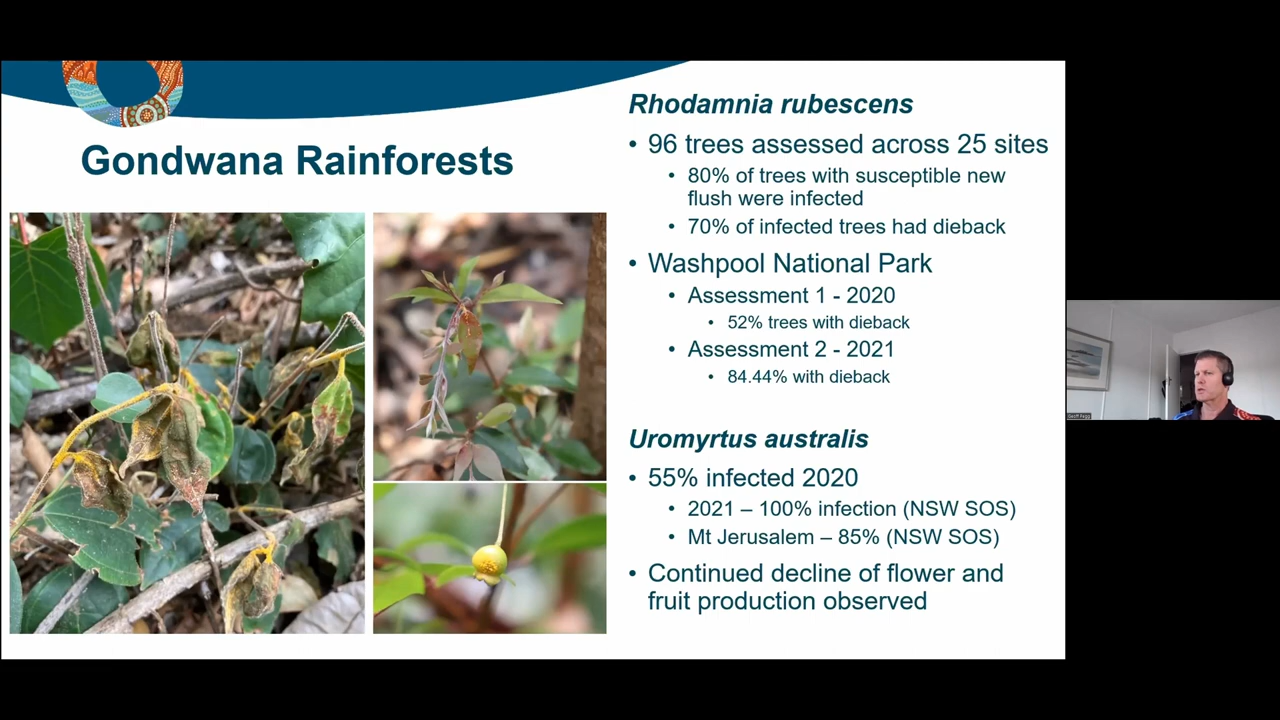 Gondwana Rainforests
Rhodamnia rubescens
• 96 trees assessed across 25 sites
• 80% of trees with susceptible new
flush were infected
• 70% of infected trees had dieback
• Washpool National Park
• Assessment 1 - 2020
• 52% trees with dieback
• Assessment 2 - 2021
• 84.44% with dieback
Uromyrtus australis
• 55% infected 2020
• 2021 – 100% infection (NSW SOS)
• Mt Jerusalem – 85% (NSW SOS)
• Continued decline of flower and
fruit production observed
Geoff Pegg